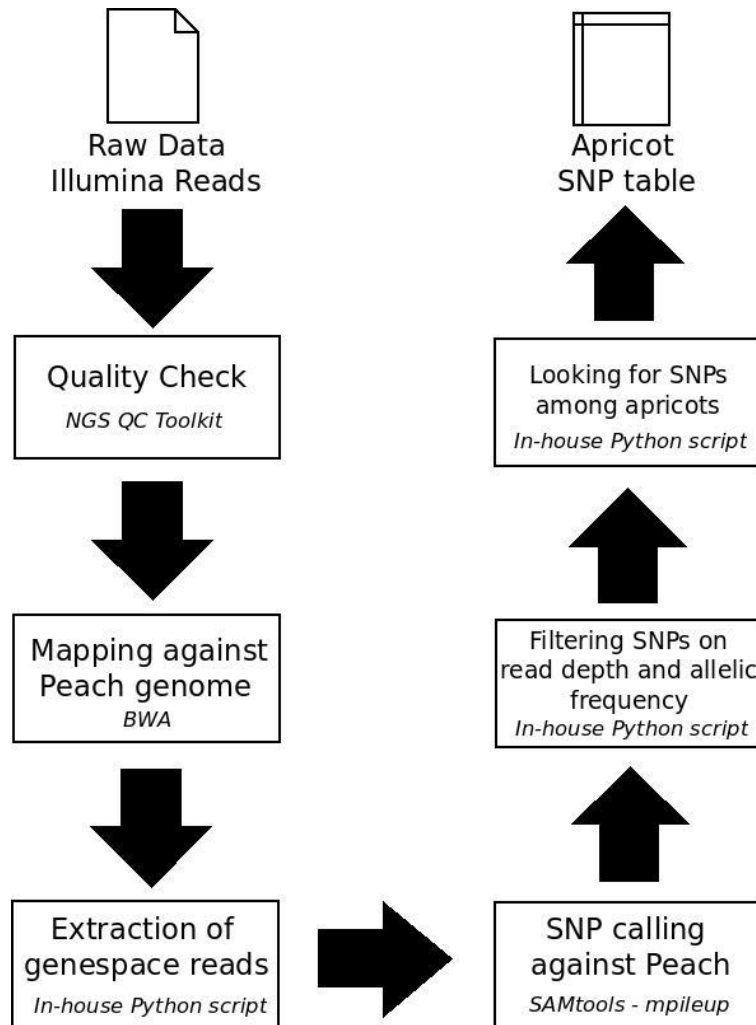 Raw Data
Illumina Reads
Quality Check
NGS QC Toolkit
Mapping against
Peach genome
BWA
Extraction of
genespace reads
In-house Python script
SNP calling
against Peach
SAMtools - mpileup
Filtering SNPs on
read depth and allelic
frequency
In-house Python script
Looking for SNPs
among apricots
In-house Python script
Apricot
SNP table